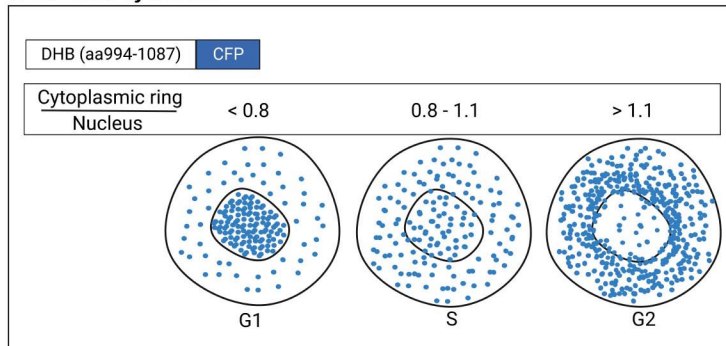 DHB (aa994-1087) CFP
Cytoplasmic ring
Nucleus
< 0.8 0.8 - 1.1 > 1.1
G1 S G2